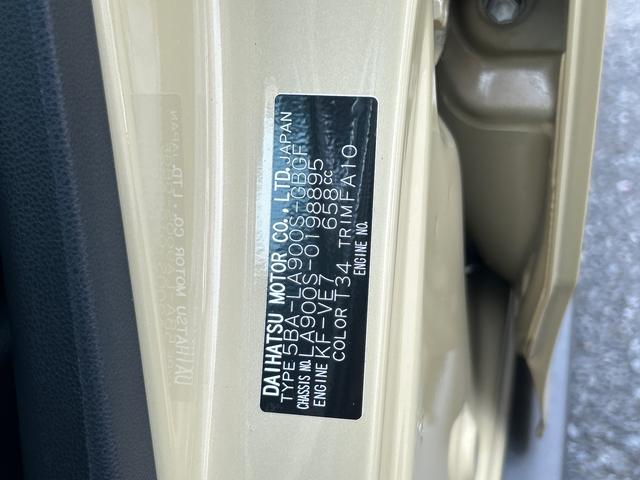 DAIHATSU MOTOR CO., LTD. JAPAN
TYPE 5BA-LA900S-GBGF
CHASSIS NO. LA900S-0198895
ENGINE KF-VE7 658cc
COLOR T34 TRIM FA10
ENGINE NO.